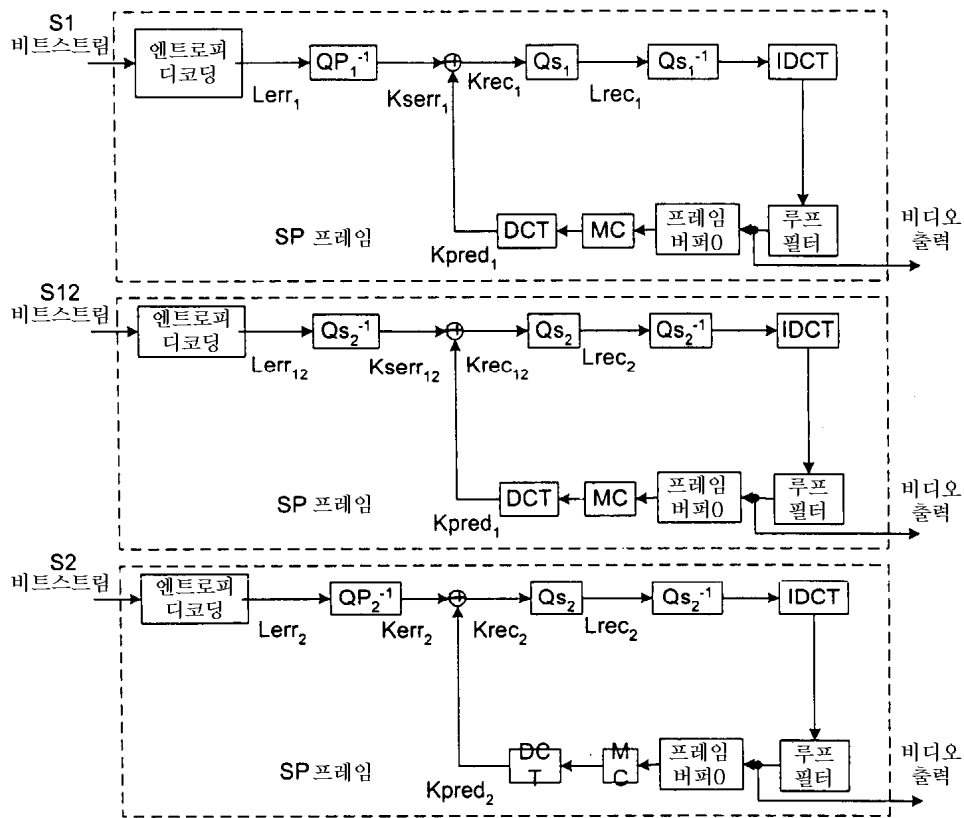 S1
비트스트림
엔트로피
디코딩
Lerr₁
QP₁⁻¹
Kserr₁
Krec₁
Qs₁
Lrec₁
Qs₁⁻¹
IDCT
SP 프레임
Kpred₁
DCT
MC
프레임
버퍼0
루프
필터
비디오
출력
S12
비트스트림
엔트로피
디코딩
Lerr₁₂
Qs₂⁻¹
Kserr₁₂
Krec₁₂
Qs₂
Lrec₂
Qs₂⁻¹
IDCT
SP 프레임
Kpred₁
DCT
MC
프레임
버퍼0
루프
필터
비디오
출력
S2
비트스트림
엔트로피
디코딩
Lerr₂
QP₂⁻¹
Kerr₂
Krec₂
Qs₂
Lrec₂
Qs₂⁻¹
IDCT
SP 프레임
Kpred₂
DC
T
M
C
프레임
버퍼0
루프
필터
비디오
출력